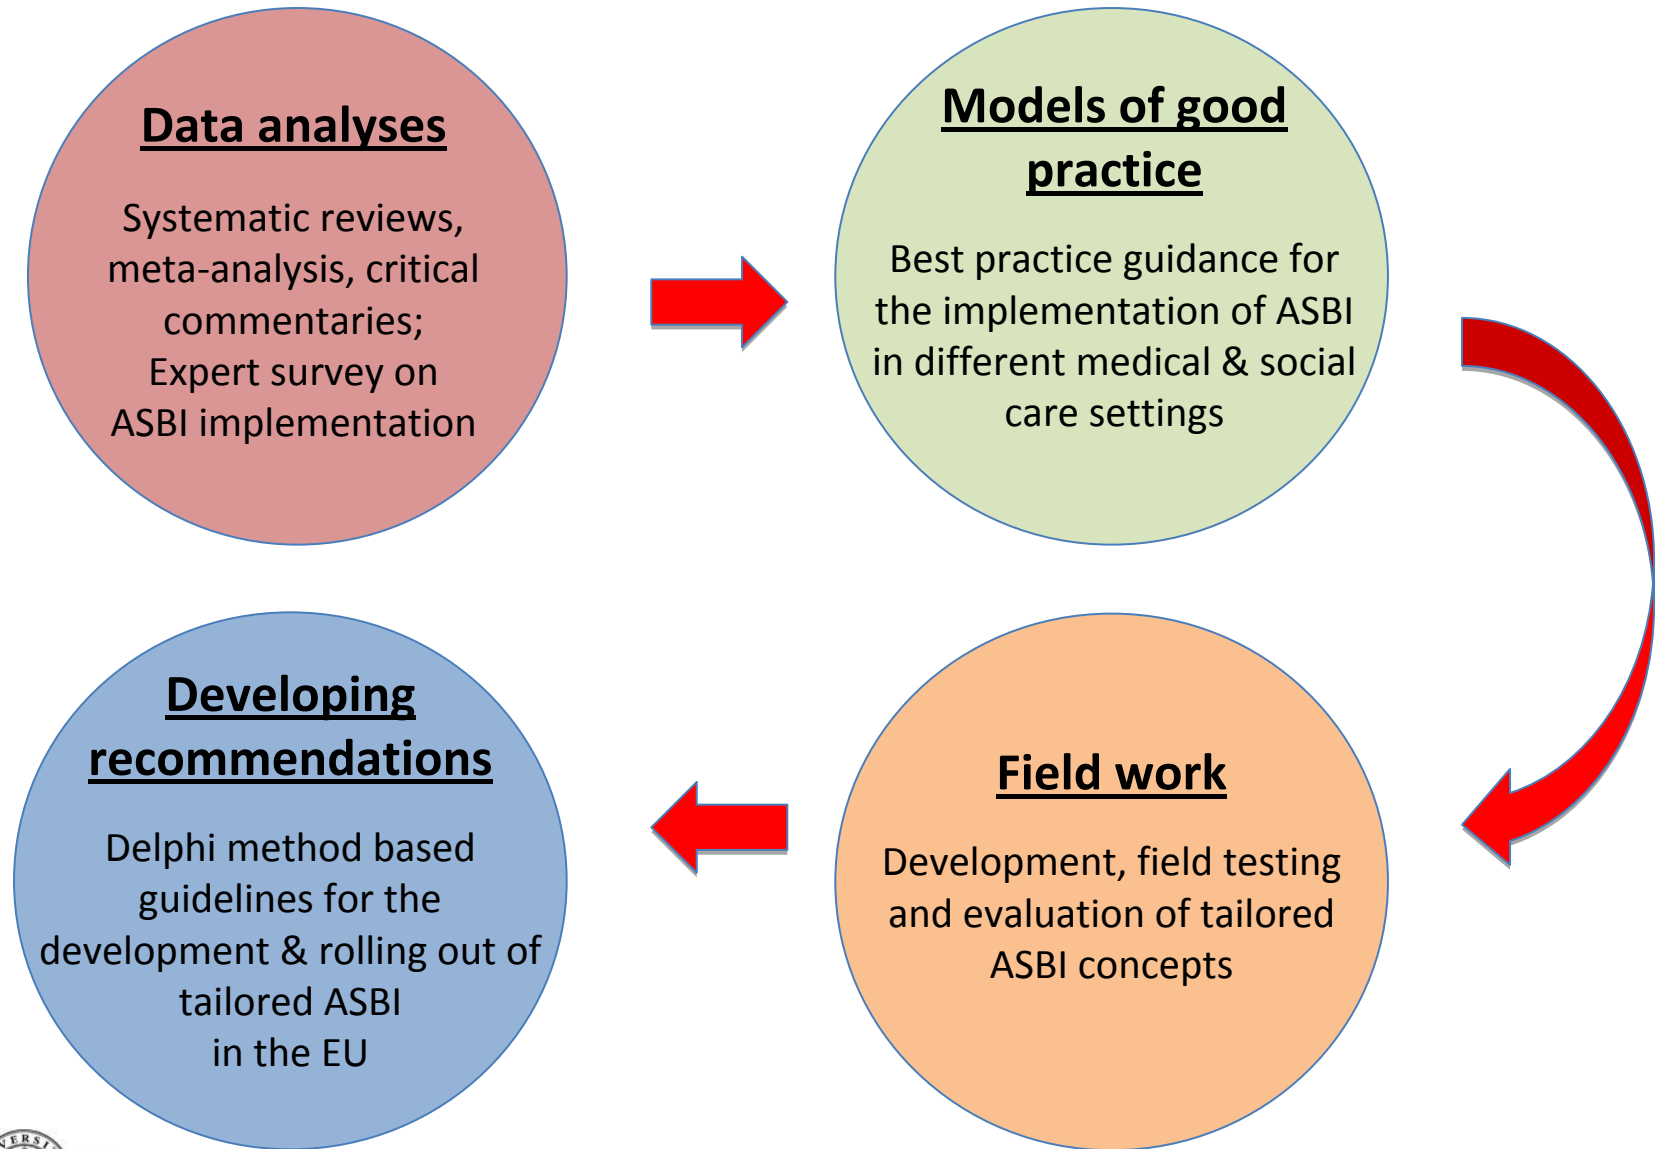 Data analyses
Systematic reviews,
meta-analysis, critical
commentaries;
Expert survey on
ASBI implementation
Models of good
practice
Best practice guidance for
the implementation of ASBI
in different medical & social
care settings
Developing
recommendations
Delphi method based
guidelines for the
development & rolling out of
tailored ASBI
in the EU
Field work
Development, field testing
and evaluation of tailored
ASBI concepts